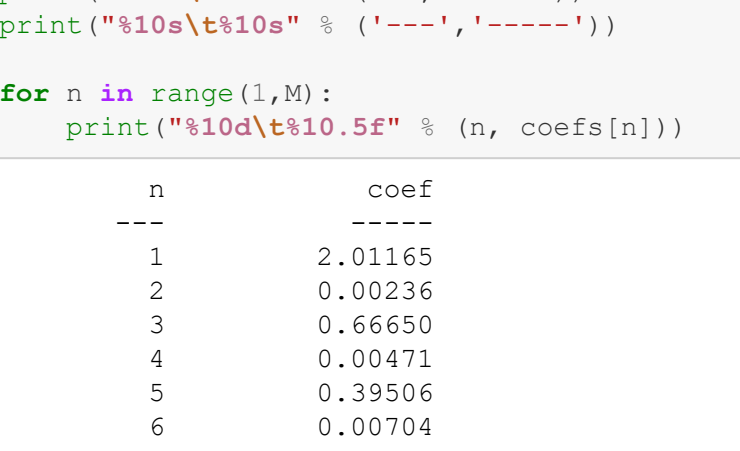 print("%10s\t%10s" % ('---','-----'))
for n in range(1,M):
    print("%10d\t%10.5f" % (n, coefs[n]))
n coef
--- -----
1 2.01165
2 0.00236
3 0.66650
4 0.00471
5 0.39506
6 0.00704